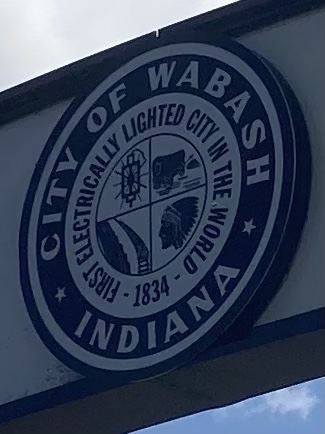 CITY OF WABASH
INDIANA
FIRST ELECTRICALLY LIGHTED CITY IN THE WORLD
- 1834 -